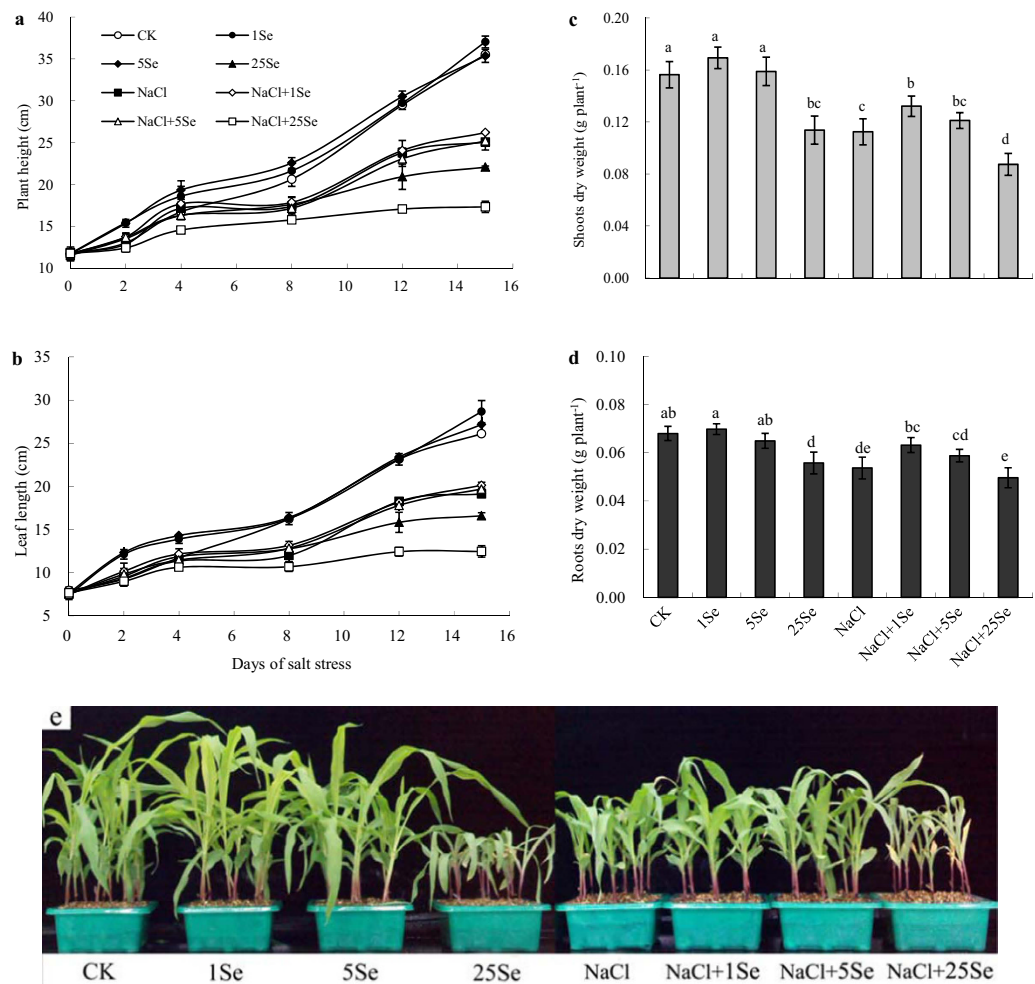 a
Plant height (cm)
40
35
30
25
20
15
10
CK
1Se
5Se
25Se
NaCl
NaCl+1Se
NaCl+5Se
NaCl+25Se
0 2 4 6 8 10 12 14 16
b
Leaf length (cm)
35
30
25
20
15
10
5
0 2 4 6 8 10 12 14 16
Days of salt stress
c
Shoots dry weight (g plant⁻¹)
0.20
0.16
0.12
0.08
0.04
0.00
a a a bc c b bc d
d
Roots dry weight (g plant⁻¹)
0.10
0.08
0.06
0.04
0.02
0.00
ab a ab d de bc cd e
CK 1Se 5Se 25Se NaCl NaCl+1Se NaCl+5Se NaCl+25Se
e
CK 1Se 5Se 25Se NaCl NaCl+1Se NaCl+5Se NaCl+25Se